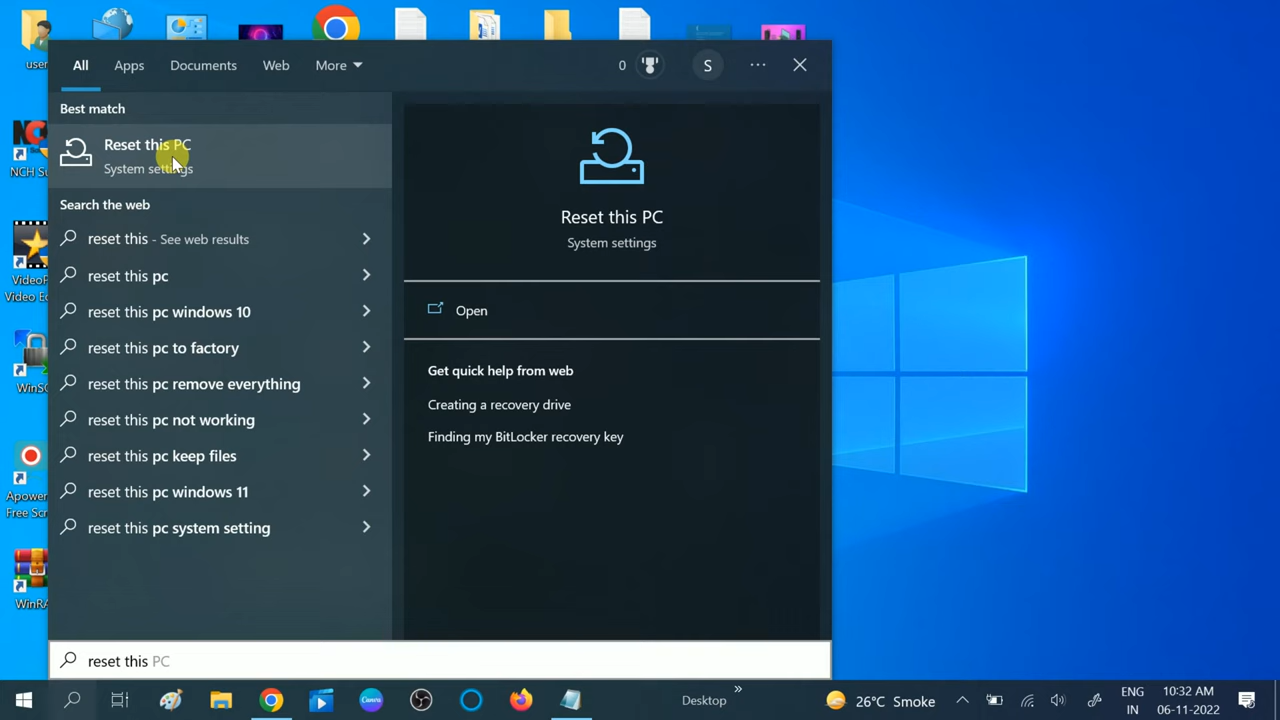 user
NCH Su
VideoP
Video Ed
WinSC
Apower
Free Scr
WinRA
All
Apps
Documents
Web
More
0
S
Best match
Reset this PC
System settings
Search the web
reset this - See web results
reset this pc
reset this pc windows 10
reset this pc to factory
reset this pc remove everything
reset this pc not working
reset this pc keep files
reset this pc windows 11
reset this pc system setting
Reset this PC
System settings
Open
Get quick help from web
Creating a recovery drive
Finding my BitLocker recovery key
reset this PC
Canva
Desktop
26°C Smoke
ENG
IN
10:32 AM
06-11-2022